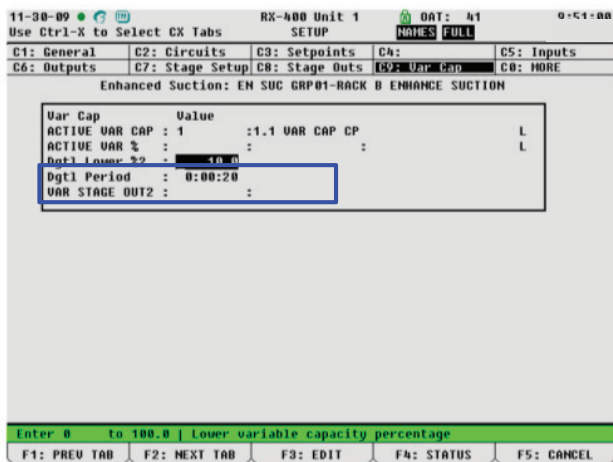 11-30-09 RX-400 Unit 1 OAT: 41 9:51:00
Use Ctrl-X to Select CX Tabs SETUP NAMES FULL
C1: General C2: Circuits C3: Setpoints C4: C5: Inputs
C6: Outputs C7: Stage Setup C8: Stage Outs C9: Var Cap C0: MORE
Enhanced Suction: EN SUC GRP01-RACK B ENHANCE SUCTION
Var Cap Value
ACTIVE VAR CAP : 1 :1.1 VAR CAP CP L
ACTIVE VAR % : : : L
Dgtl Lower %2 : 10.0
Dgtl Period : 0:00:20
VAR STAGE OUT2 : :
Enter 0 to 100.0 | Lower variable capacity percentage
F1: PREV TAB F2: NEXT TAB F3: EDIT F4: STATUS F5: CANCEL